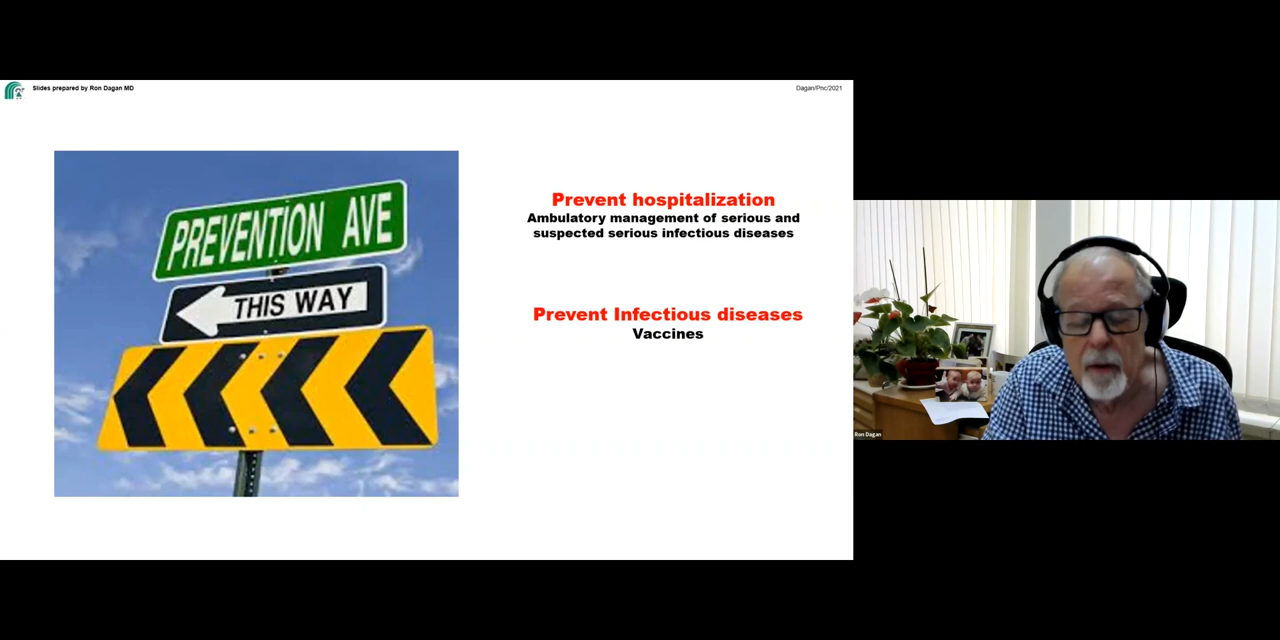 Slides prepared by Ron Dagan MD
Dagan/Pnc/2021
PREVENTION AVE
THIS WAY
Prevent hospitalization
Ambulatory management of serious and
suspected serious infectious diseases
Prevent Infectious diseases
Vaccines
Ron Dagan